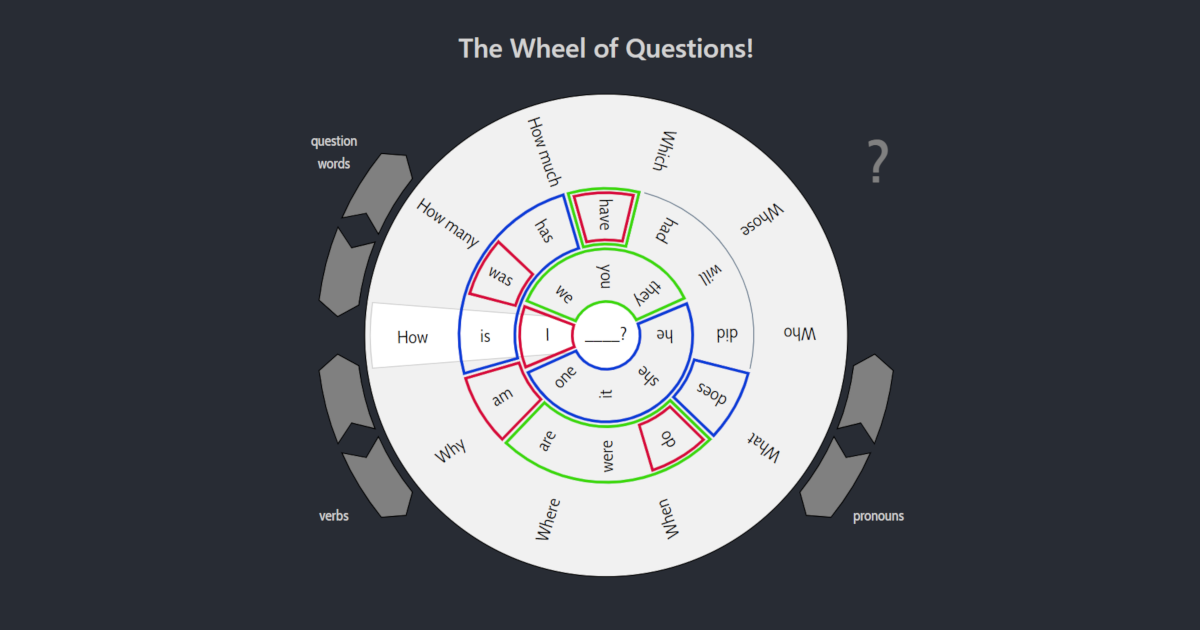 The Wheel of Questions!
question
words
?
How much
Which
Whose
Who
What
When
Where
Why
How
How many
have
had
will
did
does
do
were
are
am
is
was
has
you
they
he
she
it
one
I
we
____?
verbs
pronouns